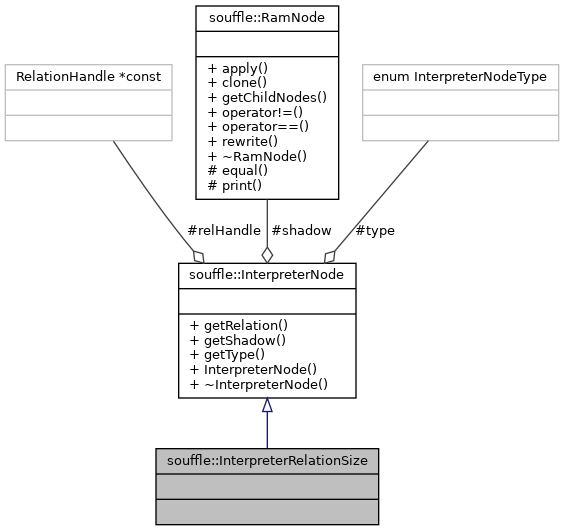 souffle::RamNode
+ apply()
+ clone()
+ getChildNodes()
+ operator!=()
+ operator==()
+ rewrite()
+ ~RamNode()
# equal()
# print()
RelationHandle *const
enum InterpreterNodeType
#relHandle
#shadow
#type
souffle::InterpreterNode
+ getRelation()
+ getShadow()
+ getType()
+ InterpreterNode()
+ ~InterpreterNode()
souffle::InterpreterRelationSize